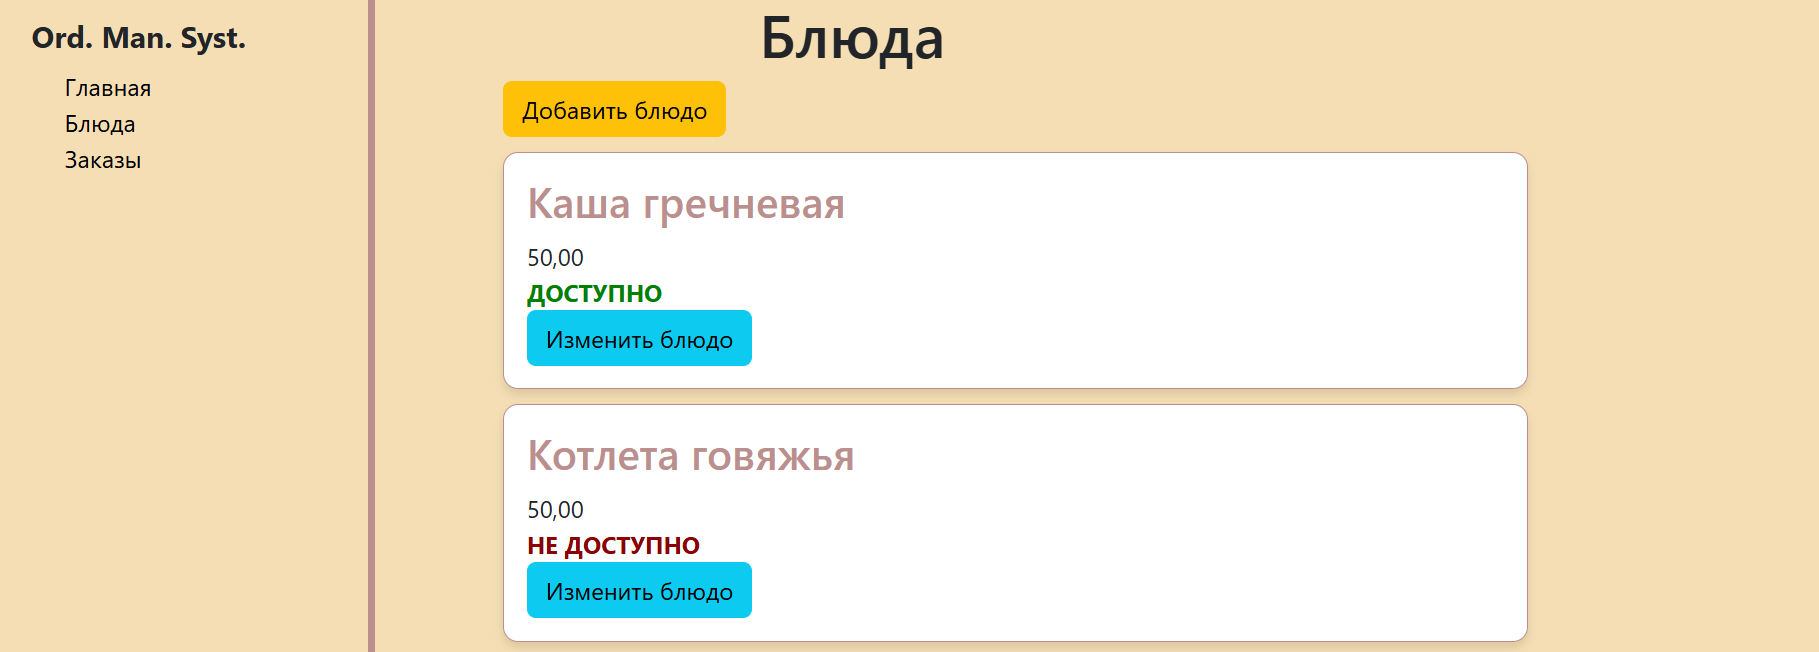 Ord. Man. Syst.
Главная
Блюда
Заказы
Блюда
Добавить блюдо
Каша гречневая
50,00
ДОСТУПНО
Изменить блюдо
Котлета говяжья
50,00
НЕ ДОСТУПНО
Изменить блюдо